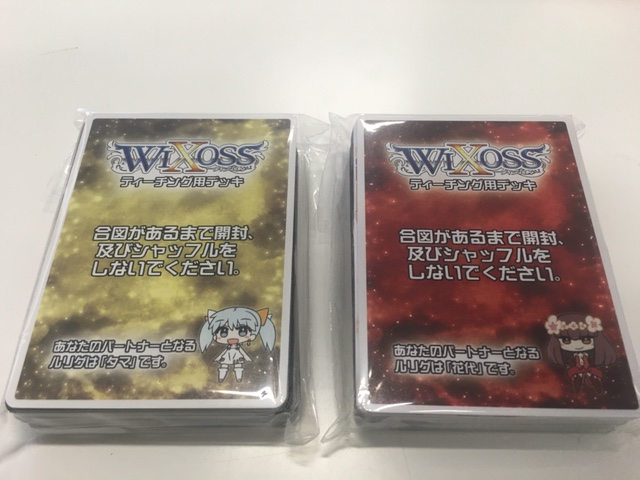 WIXOSS
ティーチング用デッキ
合図があるまで開封、
及びシャッフルを
しないでください。
あなたのパートナーとなる
ルリグは「タマ」です。
WIXOSS
ティーチング用デッキ
合図があるまで開封、
及びシャッフルを
しないでください。
あなたのパートナーとなる
ルリグは「花代」です。